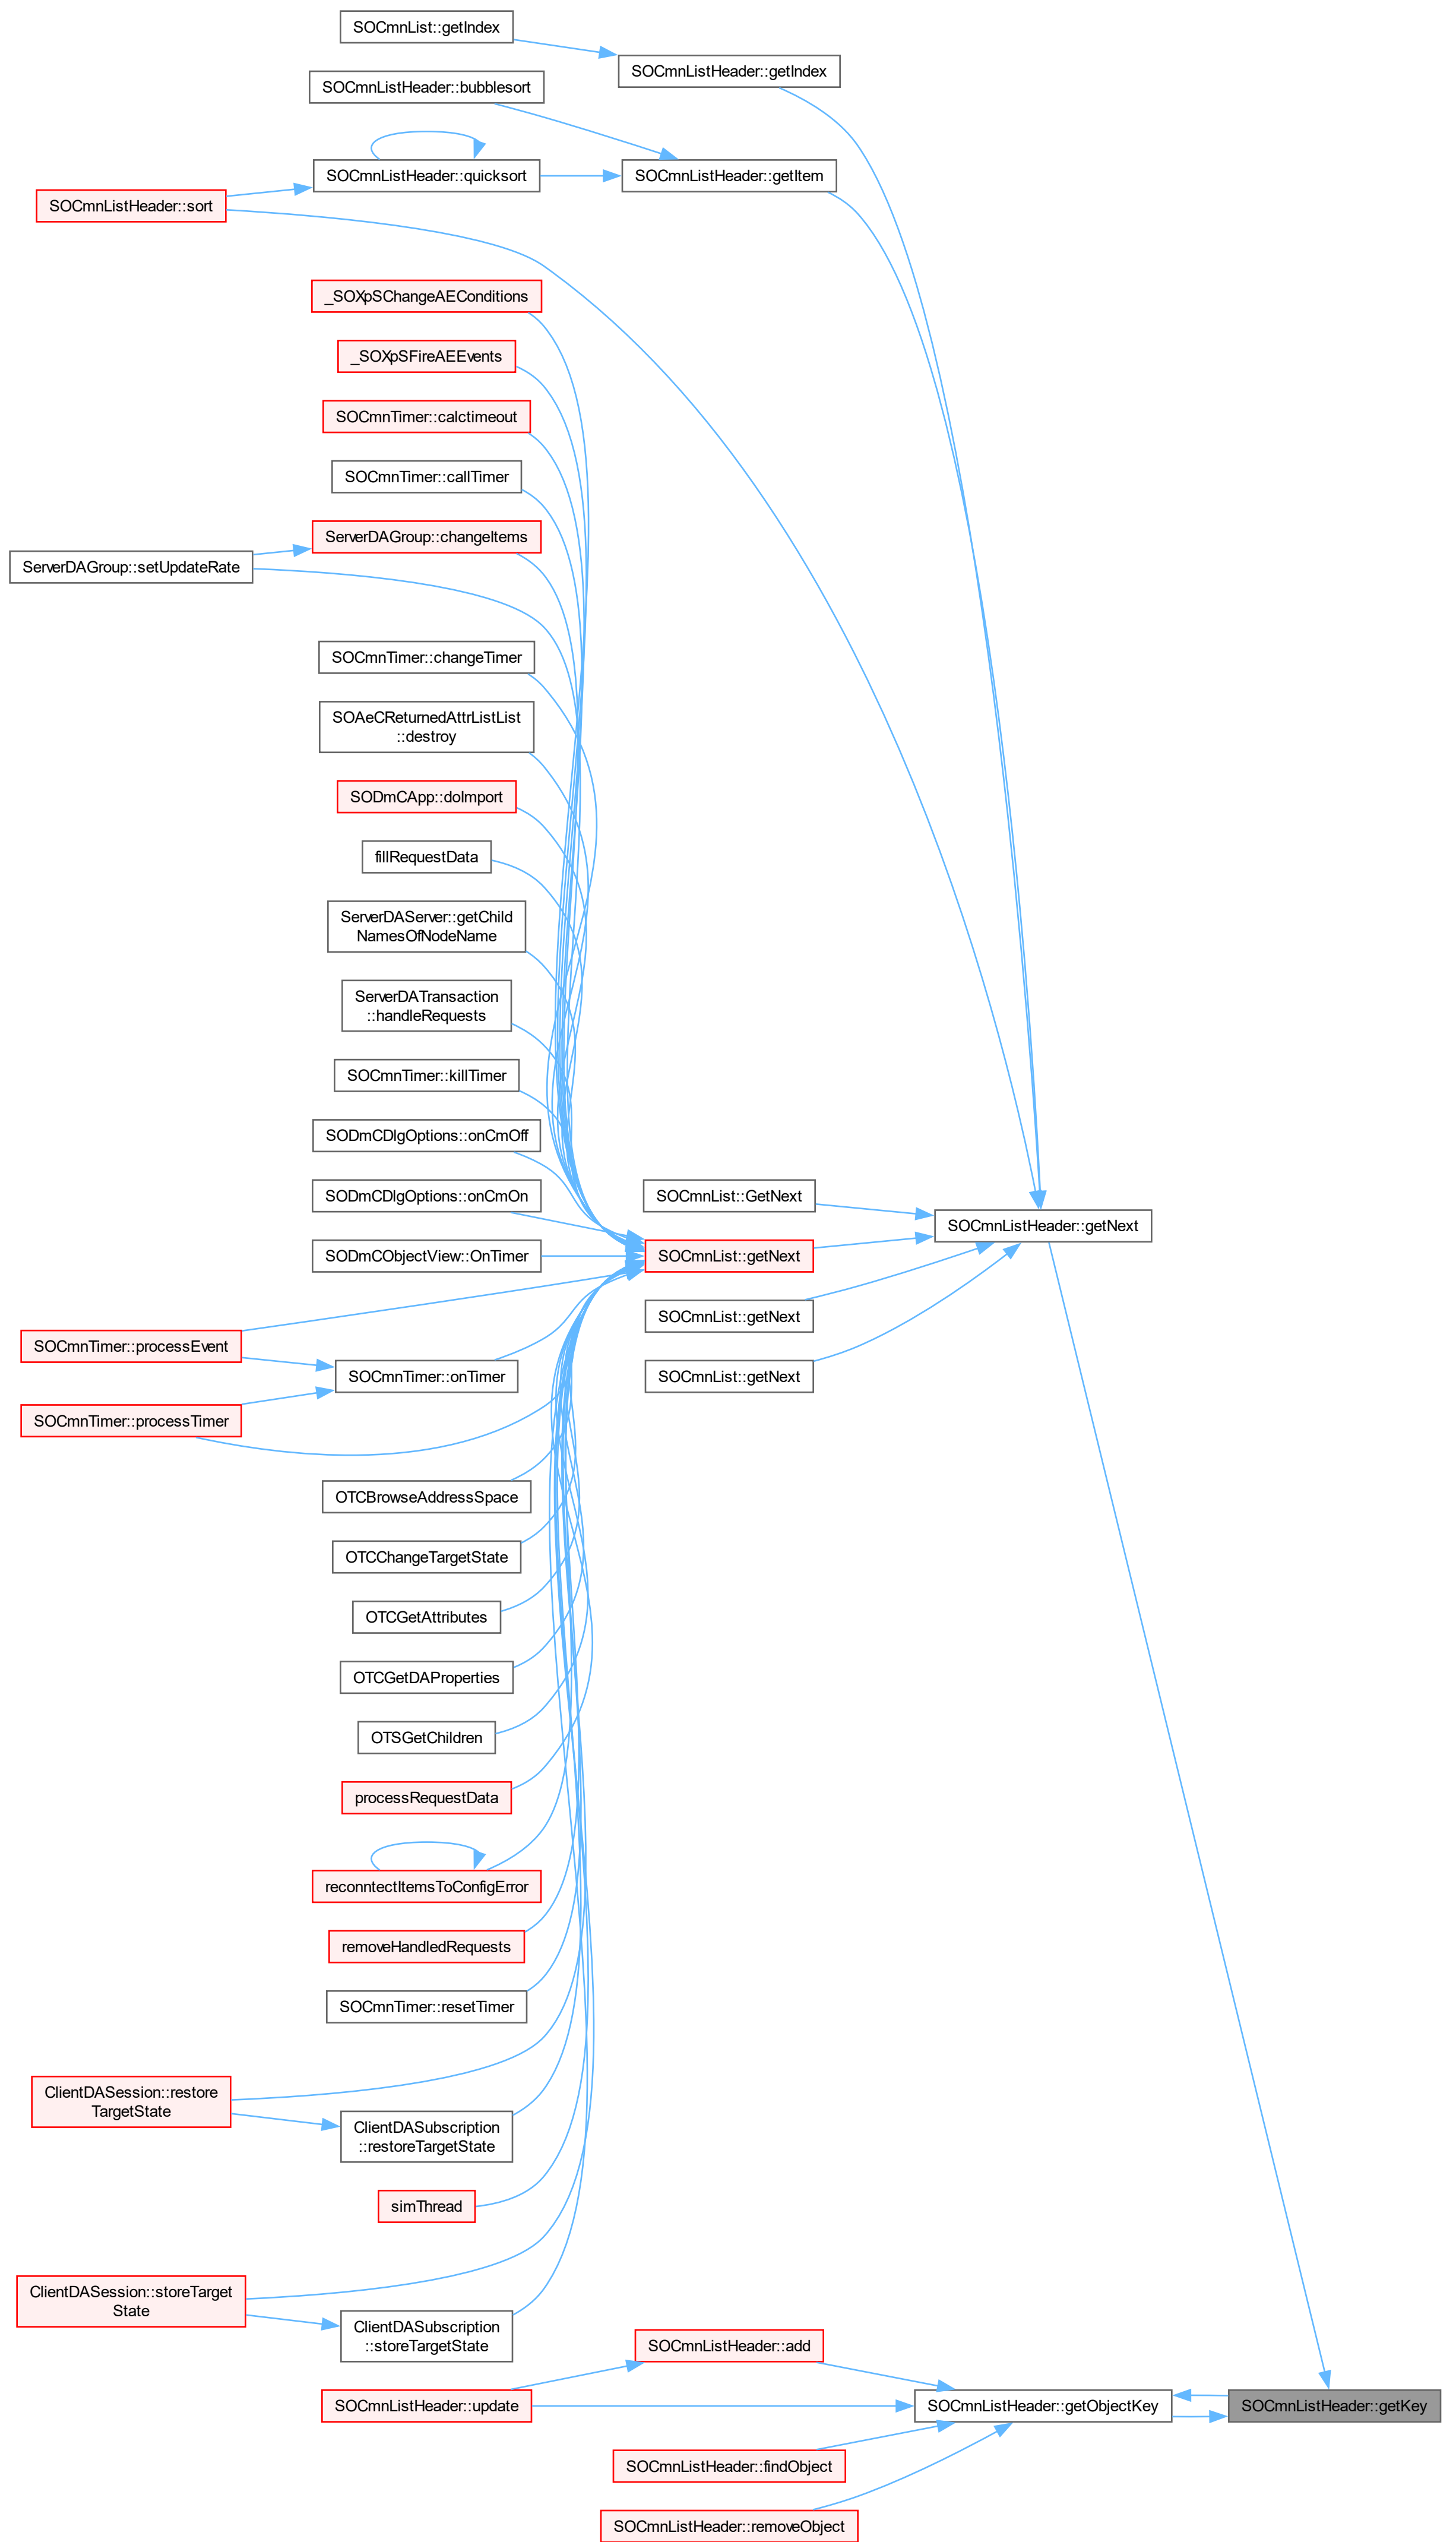 SOCmnList::getIndex
SOCmnListHeader::getIndex
SOCmnListHeader::bubblesort
SOCmnListHeader::quicksort
SOCmnListHeader::getItem
SOCmnListHeader::sort
_SOXpSChangeAEConditions
_SOXpSFireAEEvents
SOCmnTimer::calctimeout
SOCmnTimer::callTimer
ServerDAGroup::changeItems
ServerDAGroup::setUpdateRate
SOCmnTimer::changeTimer
SOAeCReturnedAttrListList
::destroy
SODmCApp::doImport
fillRequestData
ServerDAServer::getChild
NamesOfNodeName
ServerDATransaction
::handleRequests
SOCmnTimer::killTimer
SODmCDlgOptions::onCmOff
SODmCDlgOptions::onCmOn
SOCmnList::GetNext
SOCmnListHeader::getNext
SODmCObjectView::OnTimer
SOCmnList::getNext
SOCmnList::getNext
SOCmnTimer::processEvent
SOCmnTimer::onTimer
SOCmnList::getNext
SOCmnTimer::processTimer
OTCBrowseAddressSpace
OTCChangeTargetState
OTCGetAttributes
OTCGetDAProperties
OTSGetChildren
processRequestData
reconntectItemsToConfigError
removeHandledRequests
SOCmnTimer::resetTimer
ClientDASession::restore
TargetState
ClientDASubscription
::restoreTargetState
simThread
ClientDASession::storeTarget
State
ClientDASubscription
::storeTargetState
SOCmnListHeader::add
SOCmnListHeader::update
SOCmnListHeader::getObjectKey
SOCmnListHeader::getKey
SOCmnListHeader::findObject
SOCmnListHeader::removeObject